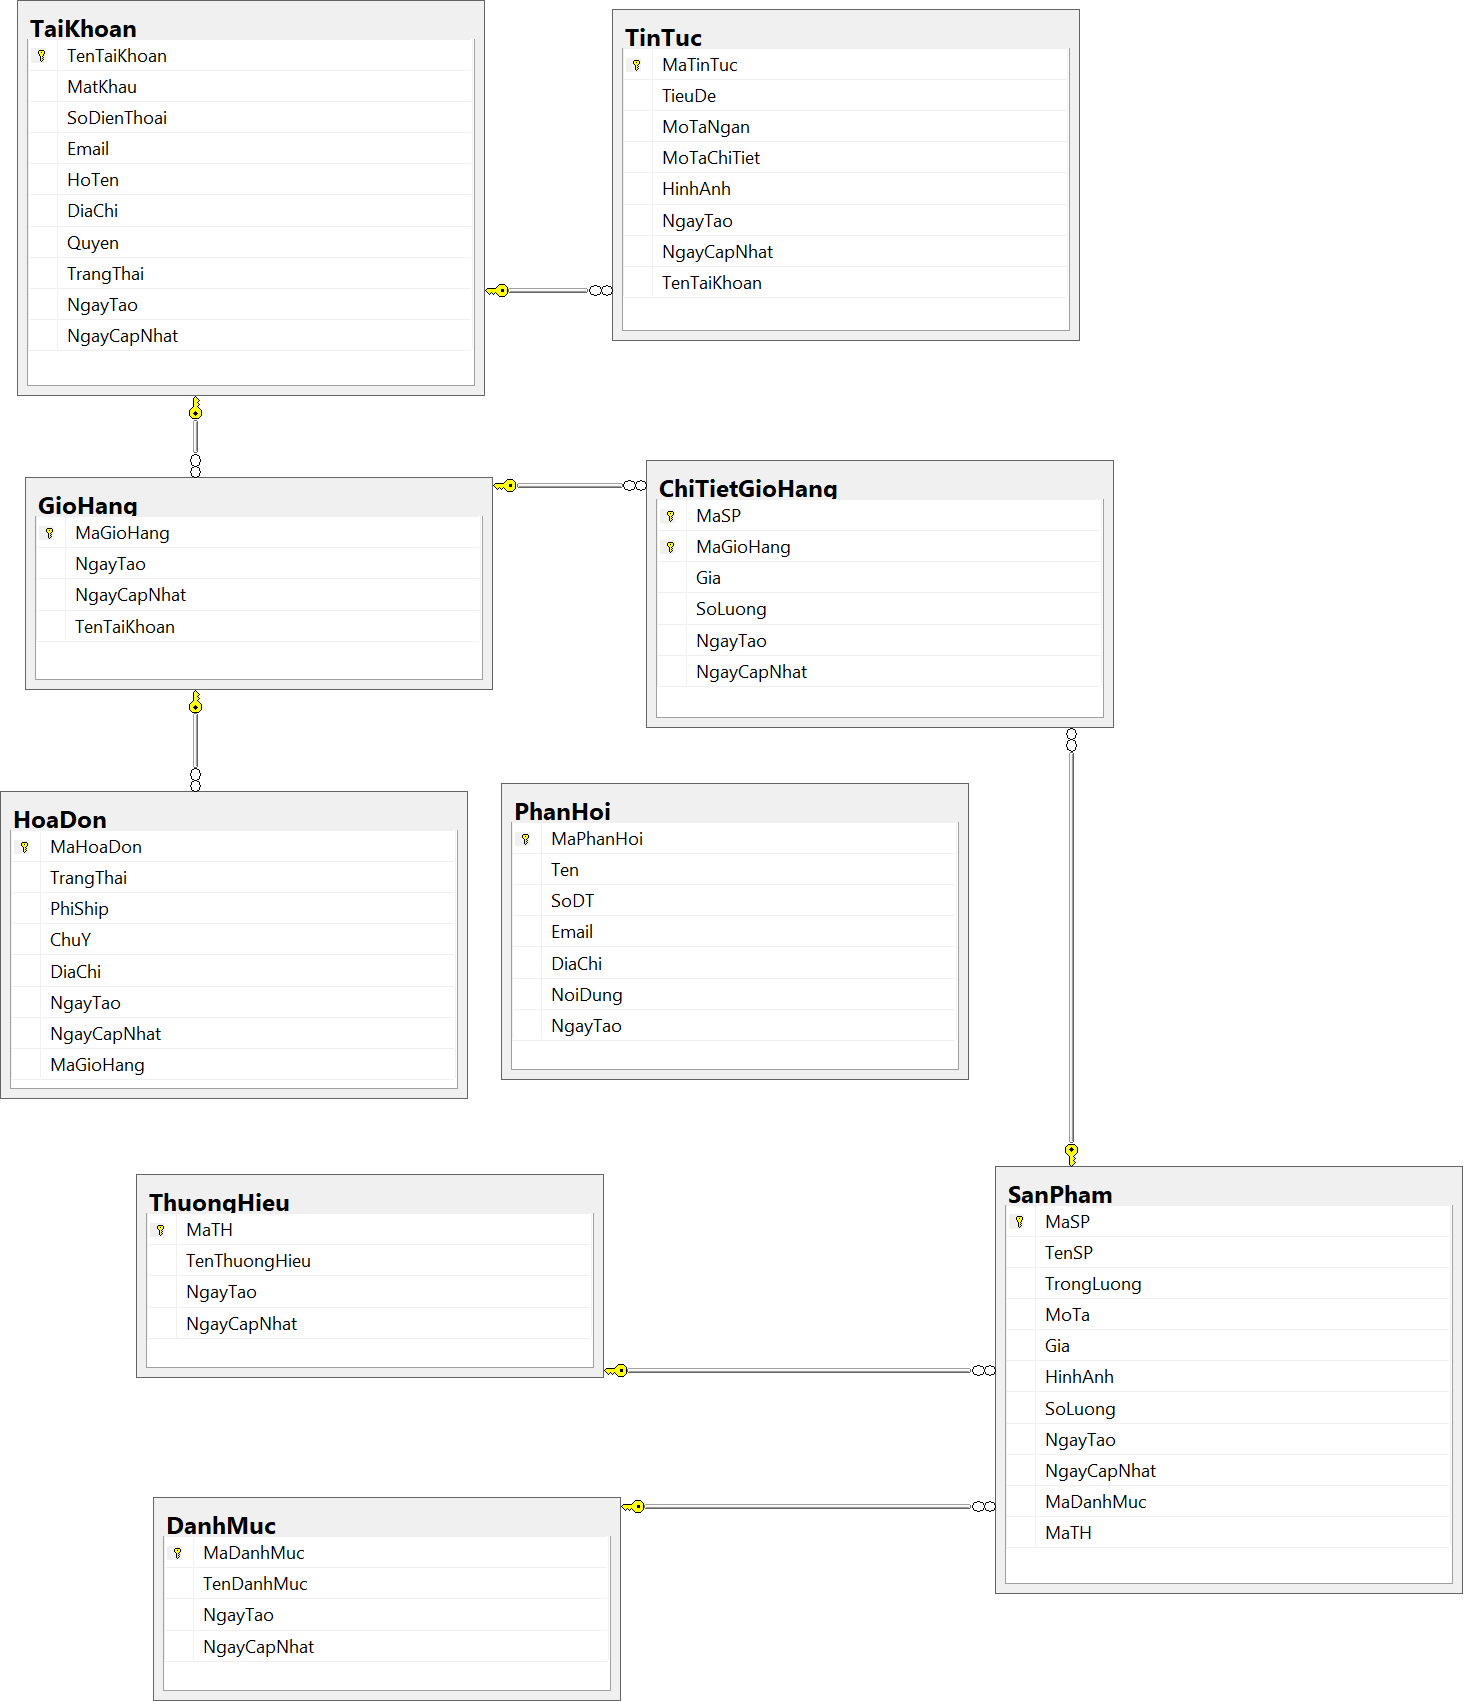 TaiKhoan
TenTaiKhoan
MatKhau
SoDienThoai
Email
HoTen
DiaChi
Quyen
TrangThai
NgayTao
NgayCapNhat
TinTuc
MaTinTuc
TieuDe
MoTaNgan
MoTaChiTiet
HinhAnh
NgayTao
NgayCapNhat
TenTaiKhoan
GioHang
MaGioHang
NgayTao
NgayCapNhat
TenTaiKhoan
ChiTietGioHang
MaSP
MaGioHang
Gia
SoLuong
NgayTao
NgayCapNhat
HoaDon
MaHoaDon
TrangThai
PhiShip
ChuY
DiaChi
NgayTao
NgayCapNhat
MaGioHang
PhanHoi
MaPhanHoi
Ten
SoDT
Email
DiaChi
NoiDung
NgayTao
ThuongHieu
MaTH
TenThuongHieu
NgayTao
NgayCapNhat
SanPham
MaSP
TenSP
TrongLuong
MoTa
Gia
HinhAnh
SoLuong
NgayTao
NgayCapNhat
MaDanhMuc
MaTH
DanhMuc
MaDanhMuc
TenDanhMuc
NgayTao
NgayCapNhat